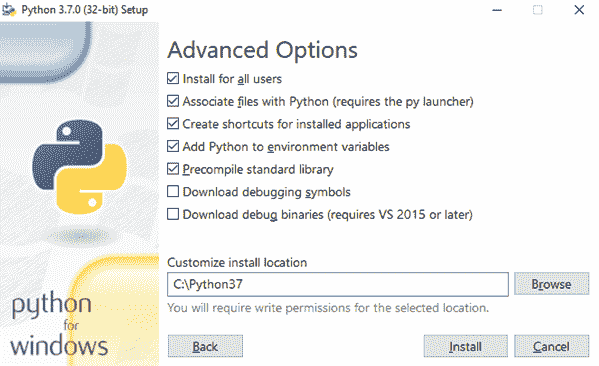 Python 3.7.0 (32-bit) Setup
Advanced Options
Install for all users
Associate files with Python (requires the py launcher)
Create shortcuts for installed applications
Add Python to environment variables
Precompile standard library
Download debugging symbols
Download debug binaries (requires VS 2015 or later)
Customize install location
C:\Python37
Browse
You will require write permissions for the selected location.
python
for
windows
Back
Install
Cancel